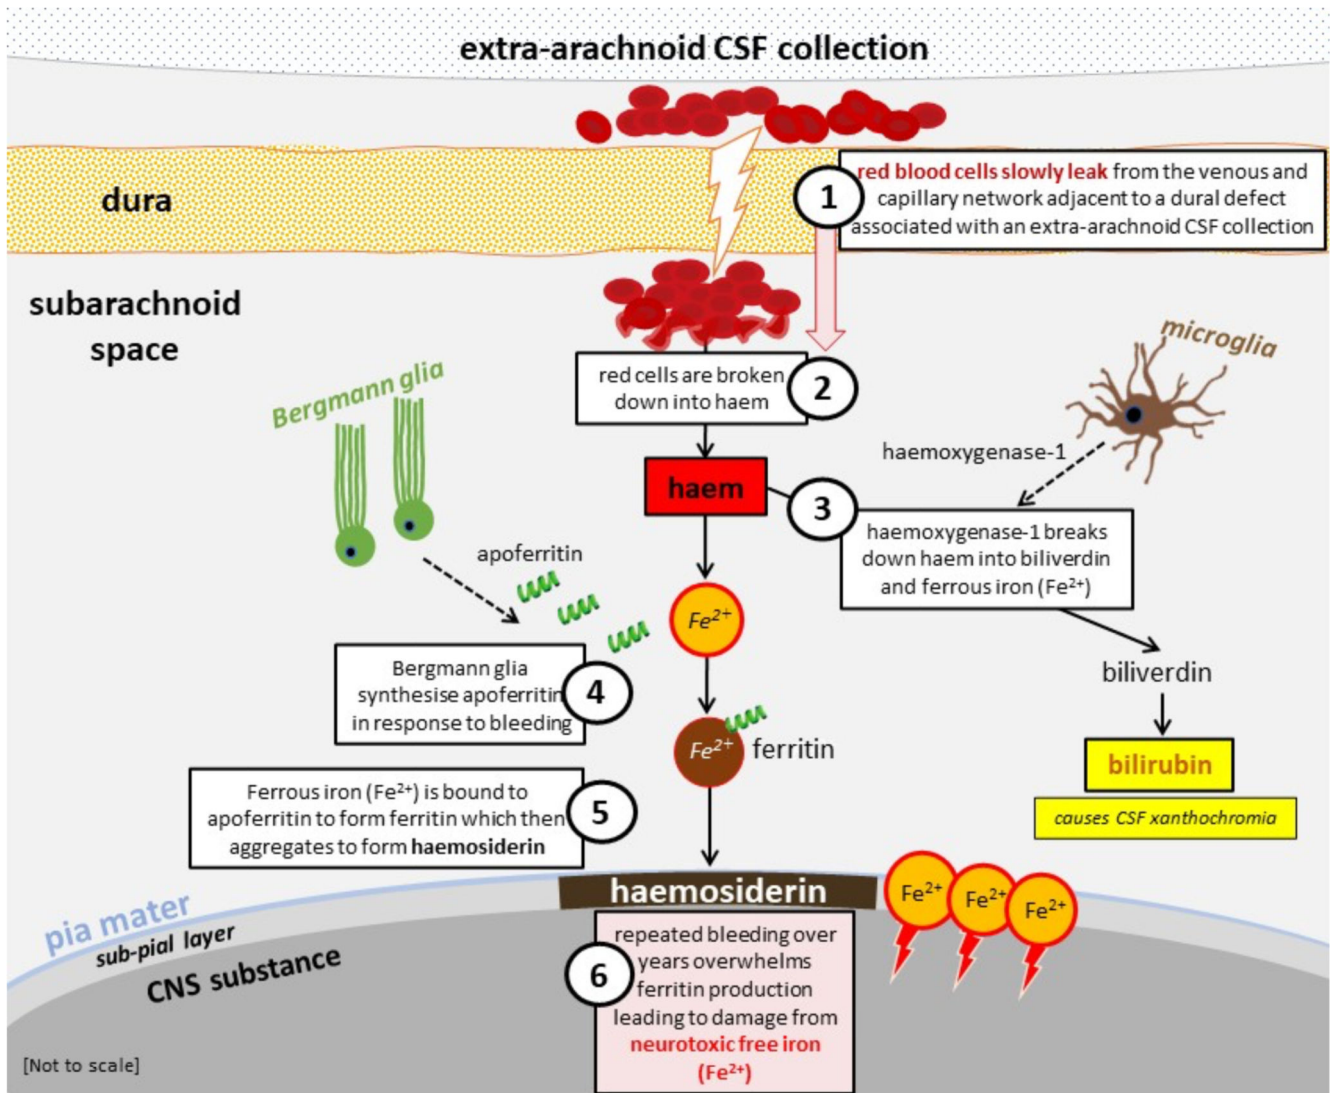 extra-arachnoid CSF collection
dura
1
red blood cells slowly leak from the venous and
capillary network adjacent to a dural defect
associated with an extra-arachnoid CSF collection
subarachnoid
space
Bergmann glia
microglia
red cells are broken
down into haem
2
haemoxygenase-1
haem
3
haemoxygenase-1 breaks
down haem into biliverdin
and ferrous iron (Fe²⁺)
apoferritin
Fe²⁺
Bergmann glia
synthesise apoferritin
in response to bleeding
4
biliverdin
Fe²⁺
ferritin
bilirubin
causes CSF xanthochromia
Ferrous iron (Fe²⁺) is bound to
apoferritin to form ferritin which then
aggregates to form haemosiderin
5
haemosiderin
Fe²⁺
Fe²⁺
Fe²⁺
pia mater
sub-pial layer
CNS substance
6
repeated bleeding over
years overwhelms
ferritin production
leading to damage from
neurotoxic free iron
(Fe²⁺)
[Not to scale]